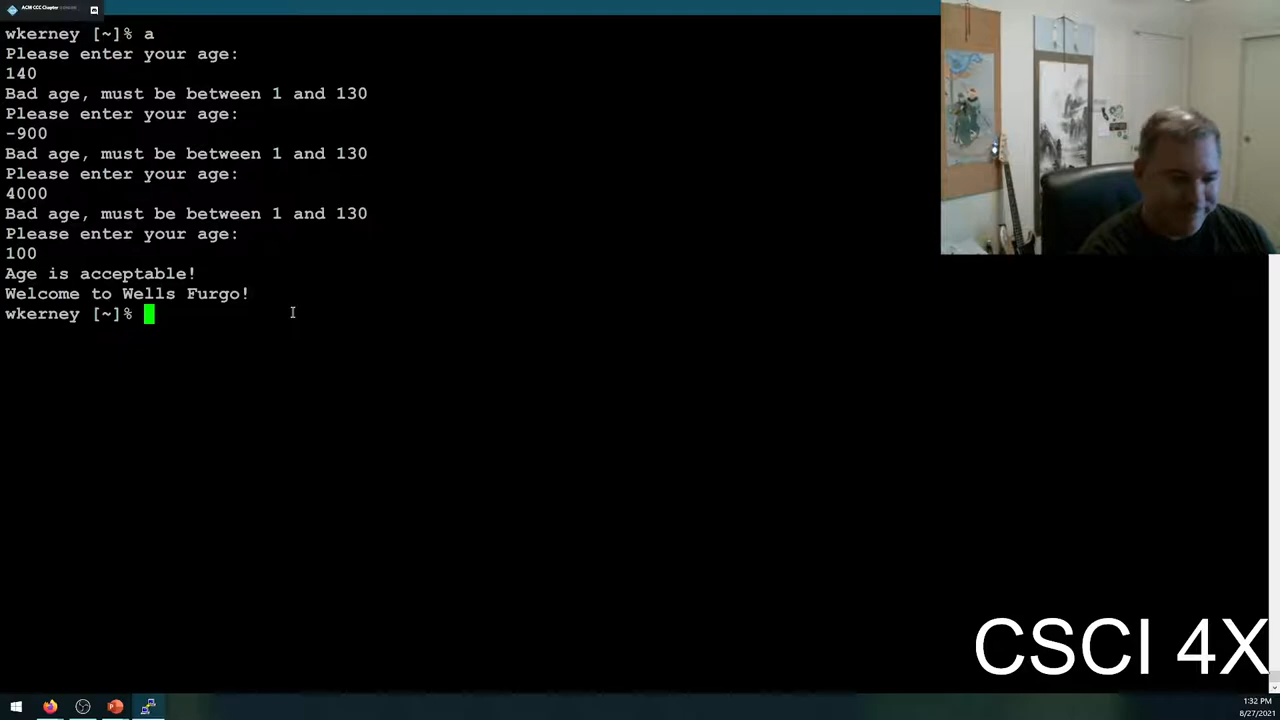 ACM CCC Chapter
wkerney [~]% a
Please enter your age:
140
Bad age, must be between 1 and 130
Please enter your age:
-900
Bad age, must be between 1 and 130
Please enter your age:
4000
Bad age, must be between 1 and 130
Please enter your age:
100
Age is acceptable!
Welcome to Wells Furgo!
wkerney [~]%
CSCI 4X
1:32 PM
8/27/2021